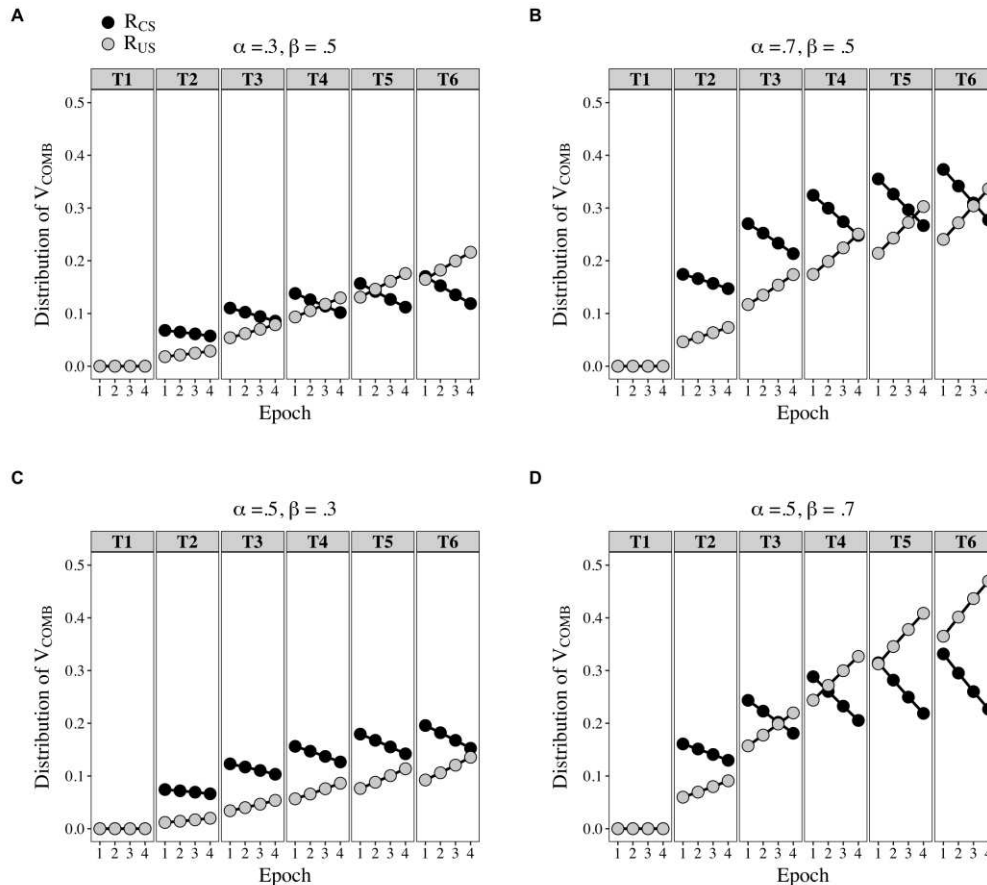 A
R_CS
R_US
α =.3, β = .5
T1 T2 T3 T4 T5 T6
0.5
0.4
0.3
0.2
0.1
0.0
Distribution of V_COMB
1 2 3 4 1 2 3 4 1 2 3 4 1 2 3 4 1 2 3 4 1 2 3 4
Epoch
B
α =.7, β = .5
T1 T2 T3 T4 T5 T6
0.5
0.4
0.3
0.2
0.1
0.0
Distribution of V_COMB
1 2 3 4 1 2 3 4 1 2 3 4 1 2 3 4 1 2 3 4 1 2 3 4
Epoch
C
α =.5, β = .3
T1 T2 T3 T4 T5 T6
0.5
0.4
0.3
0.2
0.1
0.0
Distribution of V_COMB
1 2 3 4 1 2 3 4 1 2 3 4 1 2 3 4 1 2 3 4 1 2 3 4
Epoch
D
α =.5, β = .7
T1 T2 T3 T4 T5 T6
0.5
0.4
0.3
0.2
0.1
0.0
Distribution of V_COMB
1 2 3 4 1 2 3 4 1 2 3 4 1 2 3 4 1 2 3 4 1 2 3 4
Epoch